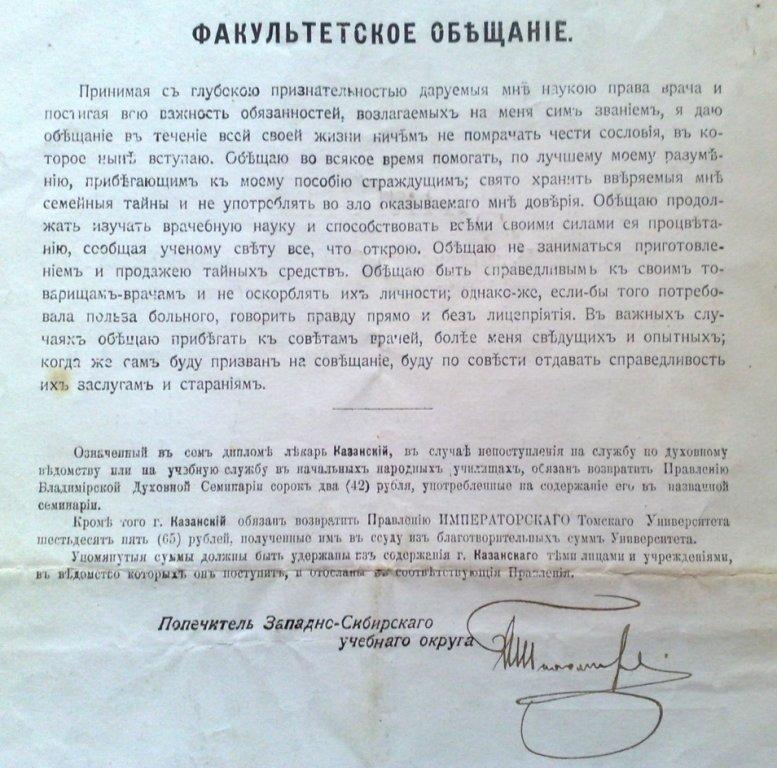 ФАКУЛЬТЕТСКОЕ ОБѢЩАНІЕ.
Принимая съ глубокою признательностью даруемыя мнѣ наукою права врача и
постигая всю важность обязанностей, возлагаемыхъ на меня симъ званіемъ, я даю
обѣщаніе въ теченіе всей своей жизни ничѣмъ не помрачать чести сословія, въ ко-
торое нынѣ вступаю. Обѣщаю во всякое время помогать, по лучшему моему разумѣ-
нію, прибѣгающимъ къ моему пособію страждущимъ; свято хранить ввѣряемыя мнѣ
семейныя тайны и не употреблять во зло оказываемаго мнѣ довѣрія. Обѣщаю продол-
жать изучать врачебную науку и способствовать всѣми своими силами ея процвѣта-
нію, сообщая ученому свѣту все, что открою. Обѣщаю не заниматься приготовле-
ніемъ и продажею тайныхъ средствъ. Обѣщаю быть справедливымъ къ своимъ то-
варищамъ-врачамъ и не оскорблять ихъ личности; однако-же, если-бы того потребо-
вала польза больного, говорить правду прямо и безъ лицепріятія. Въ важныхъ слу-
чаяхъ обѣщаю прибѣгать къ совѣтамъ врачей, болѣе меня свѣдущихъ и опытныхъ;
когда же самъ буду призванъ на совѣщаніе, буду по совѣсти отдавать справедливость
ихъ заслугамъ и стараніямъ.
Означенный въ семъ дипломѣ лѣкарь Казанскій, въ случаѣ непоступленія на службу по духовному
вѣдомству или на учебную службу въ начальныхъ народныхъ училищахъ, обязанъ возвратить Правленію
Владимірской Духовной Семинаріи сорокъ два (42) рубля, употребленные на содержаніе его въ названной
семинаріи.
Кромѣ того г. Казанскій обязанъ возвратить Правленію ИМПЕРАТОРСКАГО Томскаго Университета
шестьдесятъ пять (65) рублей, полученные имъ въ ссуду изъ благотворительныхъ суммъ Университета.
Упомянутыя суммы должны быть удержаны изъ содержанія г. Казанскаго тѣми лицами и учрежденіями,
въ вѣдомство которыхъ онъ поступитъ, и отосланы въ соотвѣтствующія Правленія.
Попечитель Западно-Сибирскаго
учебнаго округа